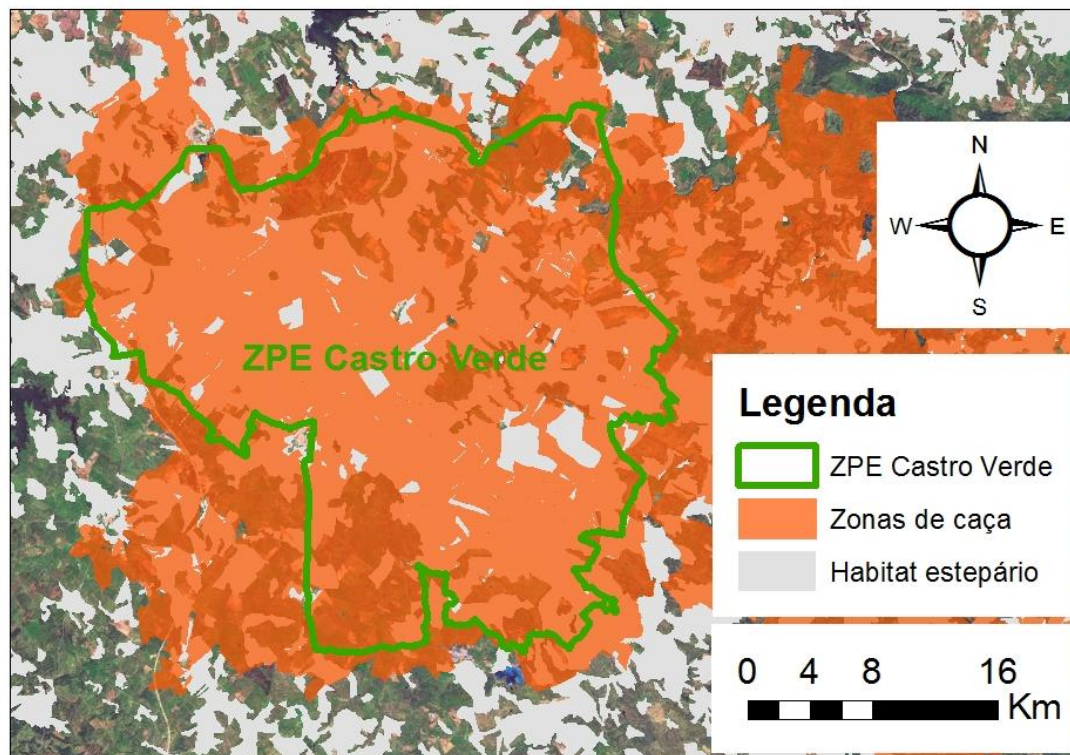 N
W E
S
ZPE Castro Verde
Legenda
ZPE Castro Verde
Zonas de caça
Habitat estepário
0 4 8 16
Km